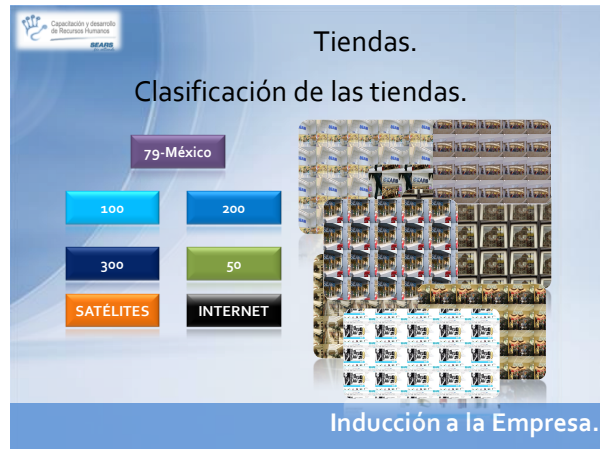 Capacitación y desarrollo
de Recursos Humanos
SEARS
Tiendas.
Clasificación de las tiendas.
79-México
100
200
300
50
SATÉLITES
INTERNET
SEARS
Inducción a la Empresa.